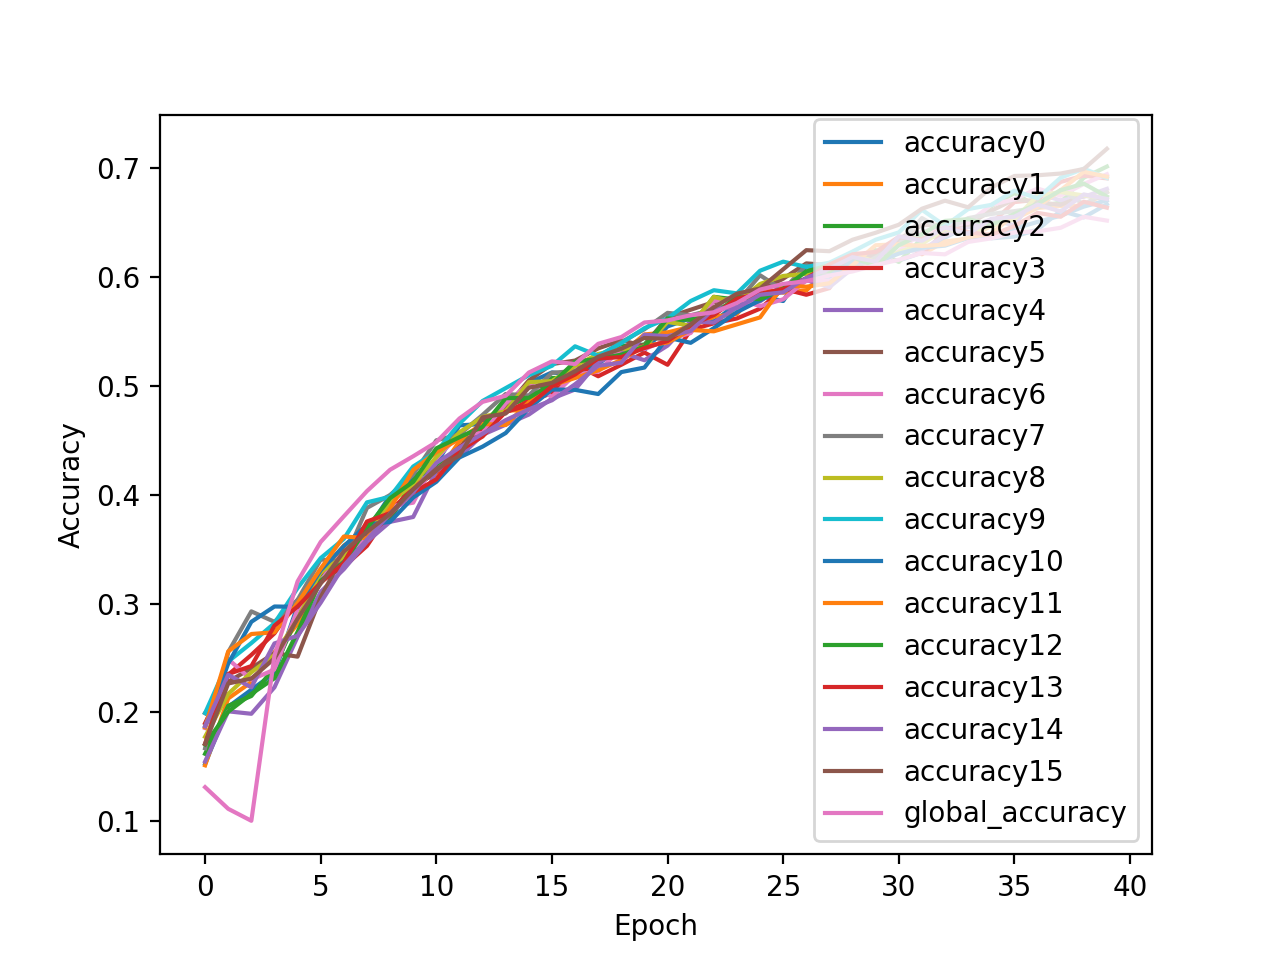 0.7
0.6
0.5
0.4
0.3
0.2
0.1
Accuracy
accuracy0
accuracy1
accuracy2
accuracy3
accuracy4
accuracy5
accuracy6
accuracy7
accuracy8
accuracy9
accuracy10
accuracy11
accuracy12
accuracy13
accuracy14
accuracy15
global_accuracy
0 5 10 15 20 25 30 35 40
Epoch